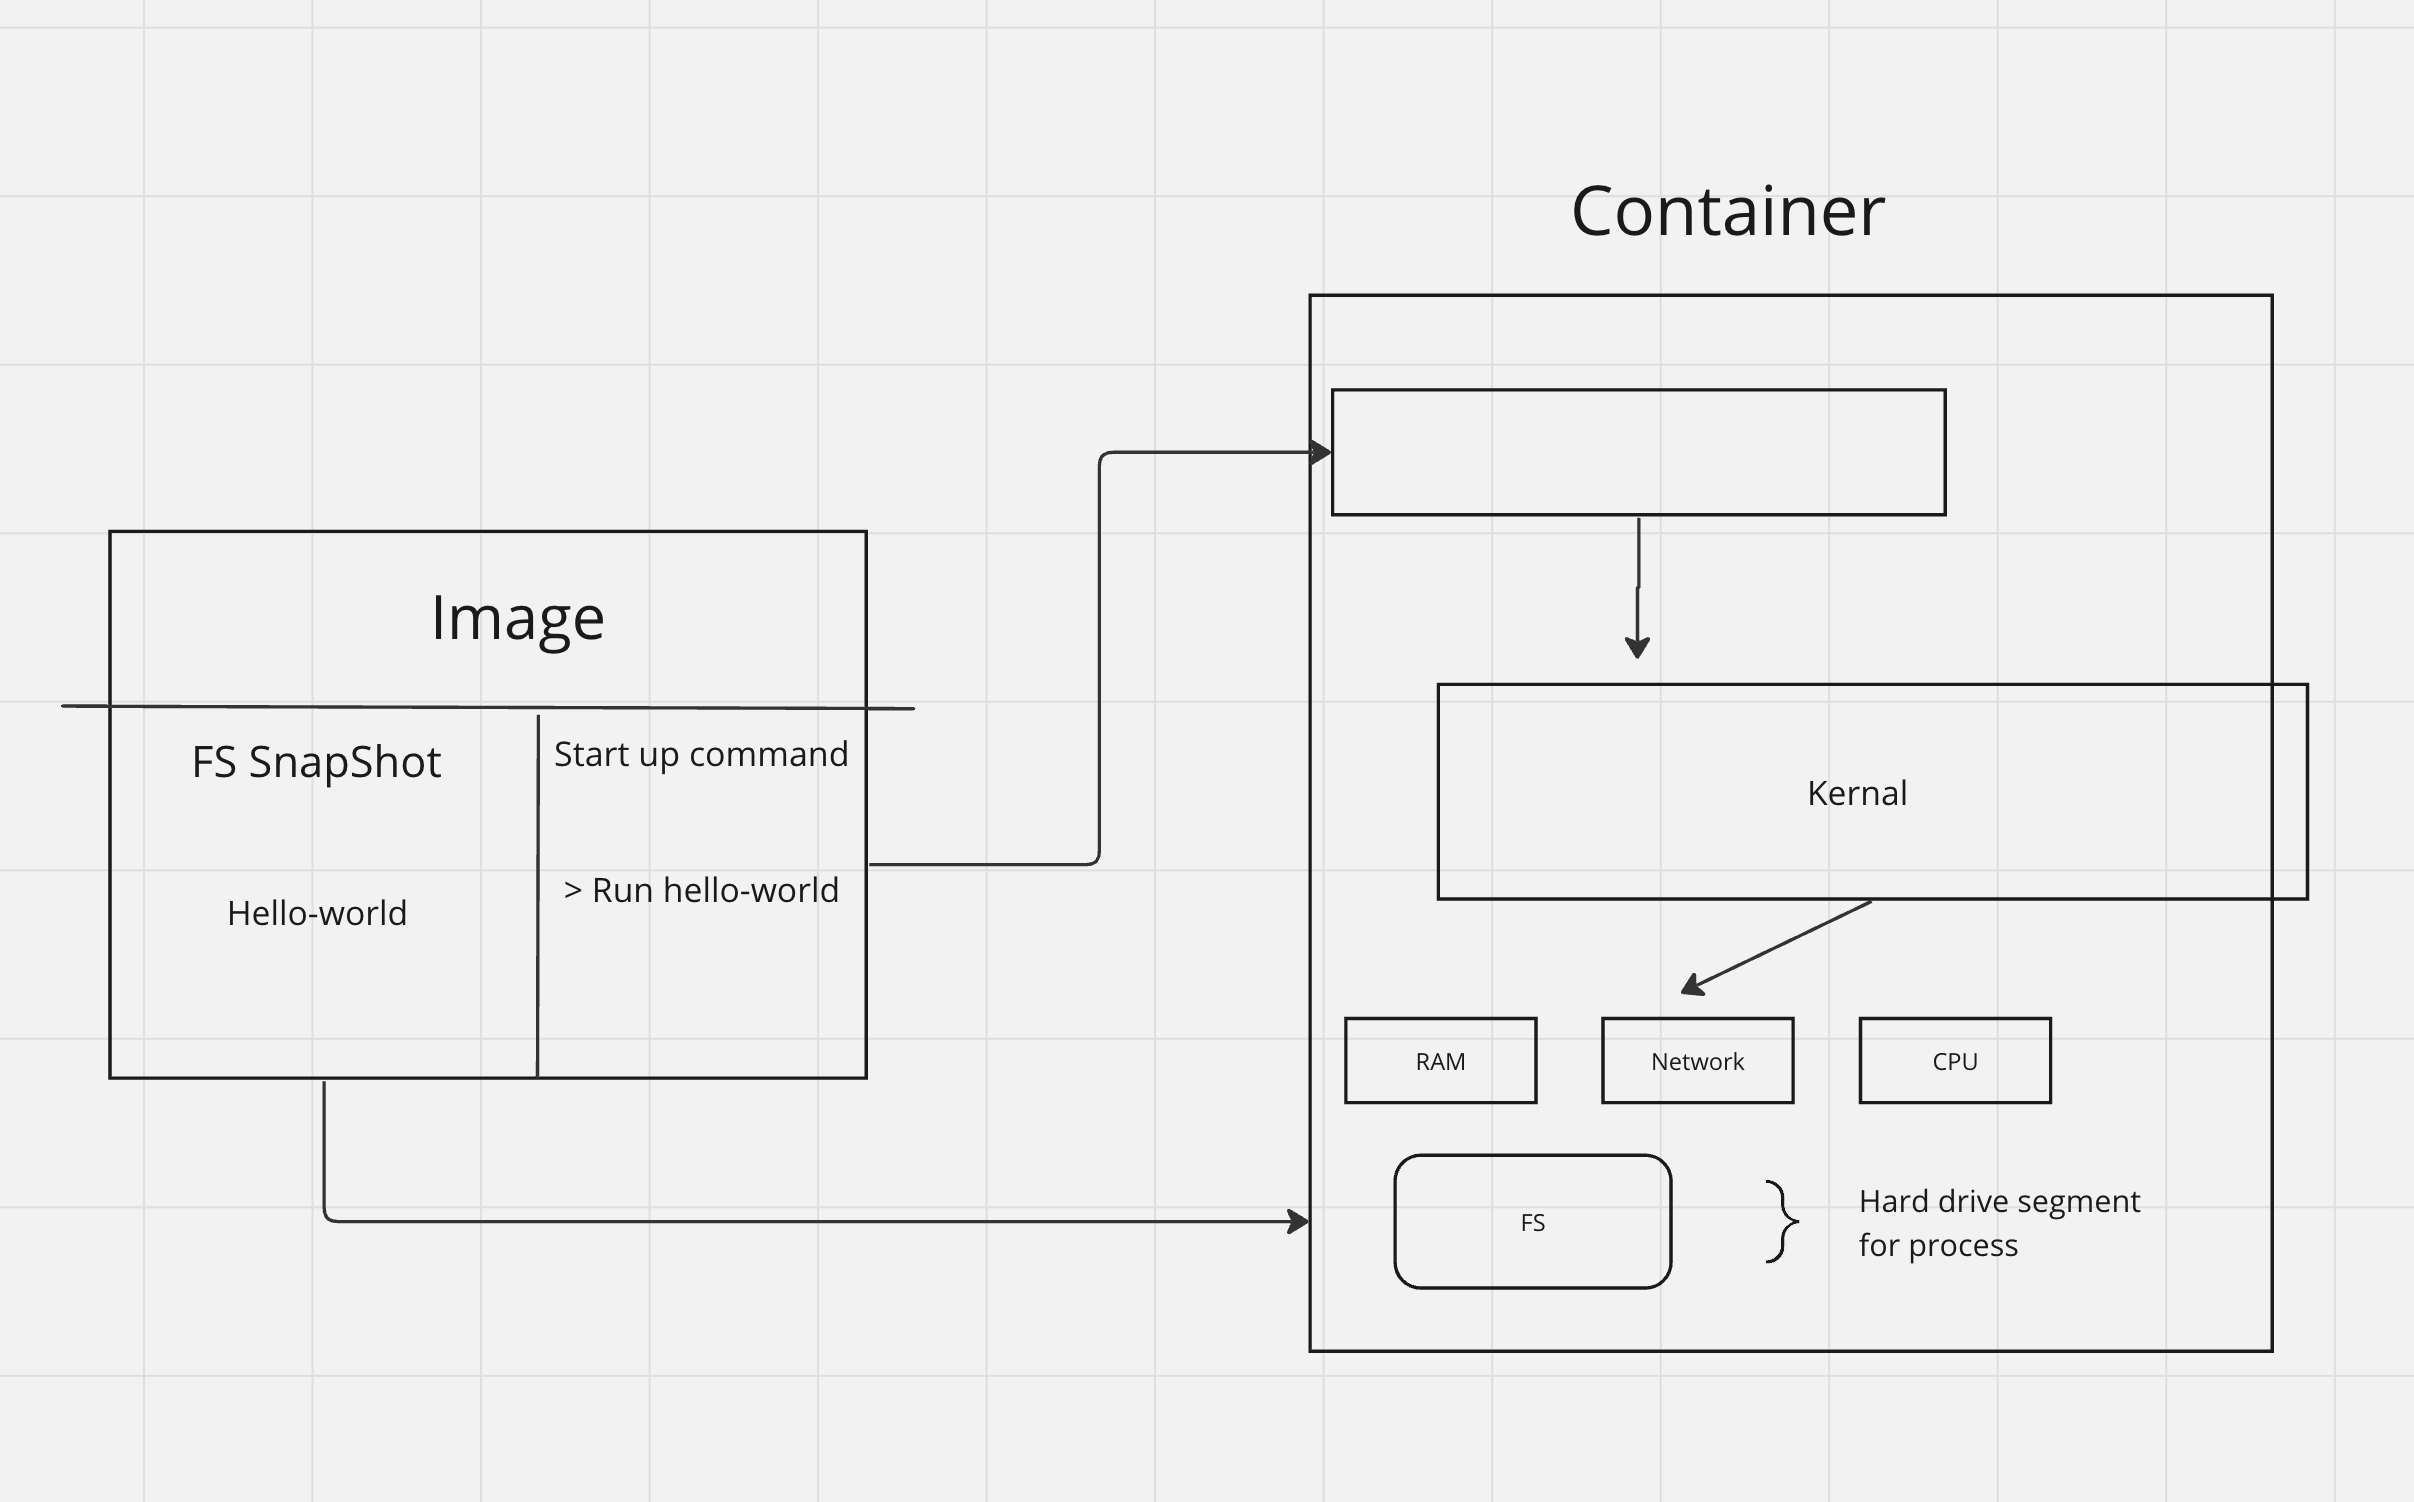 Container
Image
FS SnapShot
Start up command
Hello-world
> Run hello-world
Kernal
RAM
Network
CPU
FS
Hard drive segment
for process